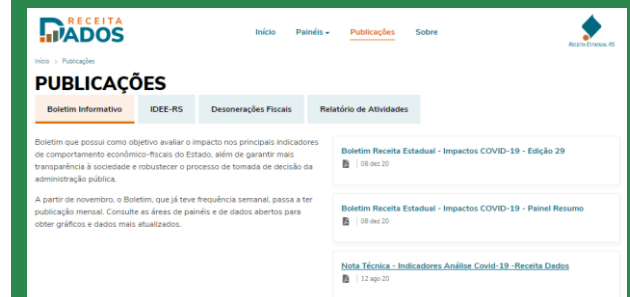 RECEITA
DADOS
Início Painéis Publicações Sobre
RECEITA ESTADUAL RS
Início > Publicações
PUBLICAÇÕES
Boletim Informativo IDEE-RS Desonerações Fiscais Relatório de Atividades
Boletim que possui como objetivo avaliar o impacto nos principais indicadores
de comportamento econômico-fiscais do Estado, além de garantir mais
transparência à sociedade e robustecer o processo de tomada de decisão da
administração pública.
A partir de novembro, o Boletim, que já teve frequência semanal, passa a ter
publicação mensal. Consulte as áreas de painéis e de dados abertos para
obter gráficos e dados mais atualizados.
Boletim Receita Estadual - Impactos COVID-19 - Edição 29
08 dez 20
Boletim Receita Estadual - Impactos COVID-19 - Painel Resumo
08 dez 20
Nota Técnica - Indicadores Análise Covid-19 -Receita Dados
12 ago 20